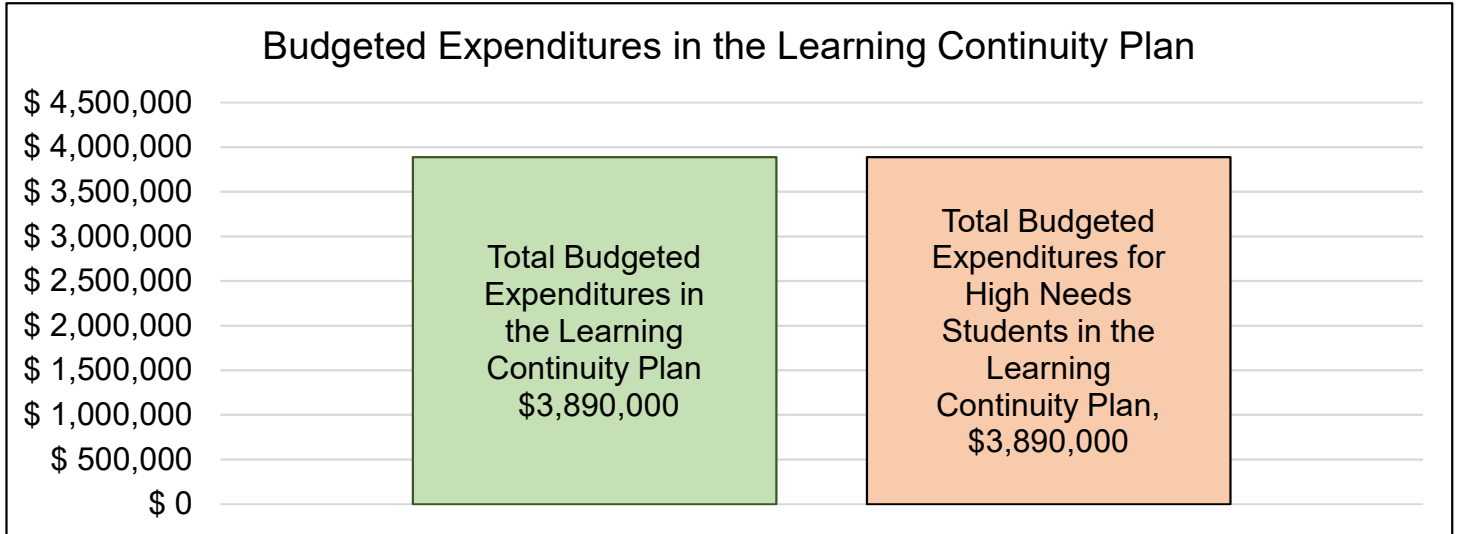 Budgeted Expenditures in the Learning Continuity Plan
$ 4,500,000
$ 4,000,000
$ 3,500,000
$ 3,000,000
$ 2,500,000
$ 2,000,000
$ 1,500,000
$ 1,000,000
$ 500,000
$ 0
Total Budgeted
Expenditures in
the Learning
Continuity Plan
$3,890,000
Total Budgeted
Expenditures for
High Needs
Students in the
Learning
Continuity Plan,
$3,890,000